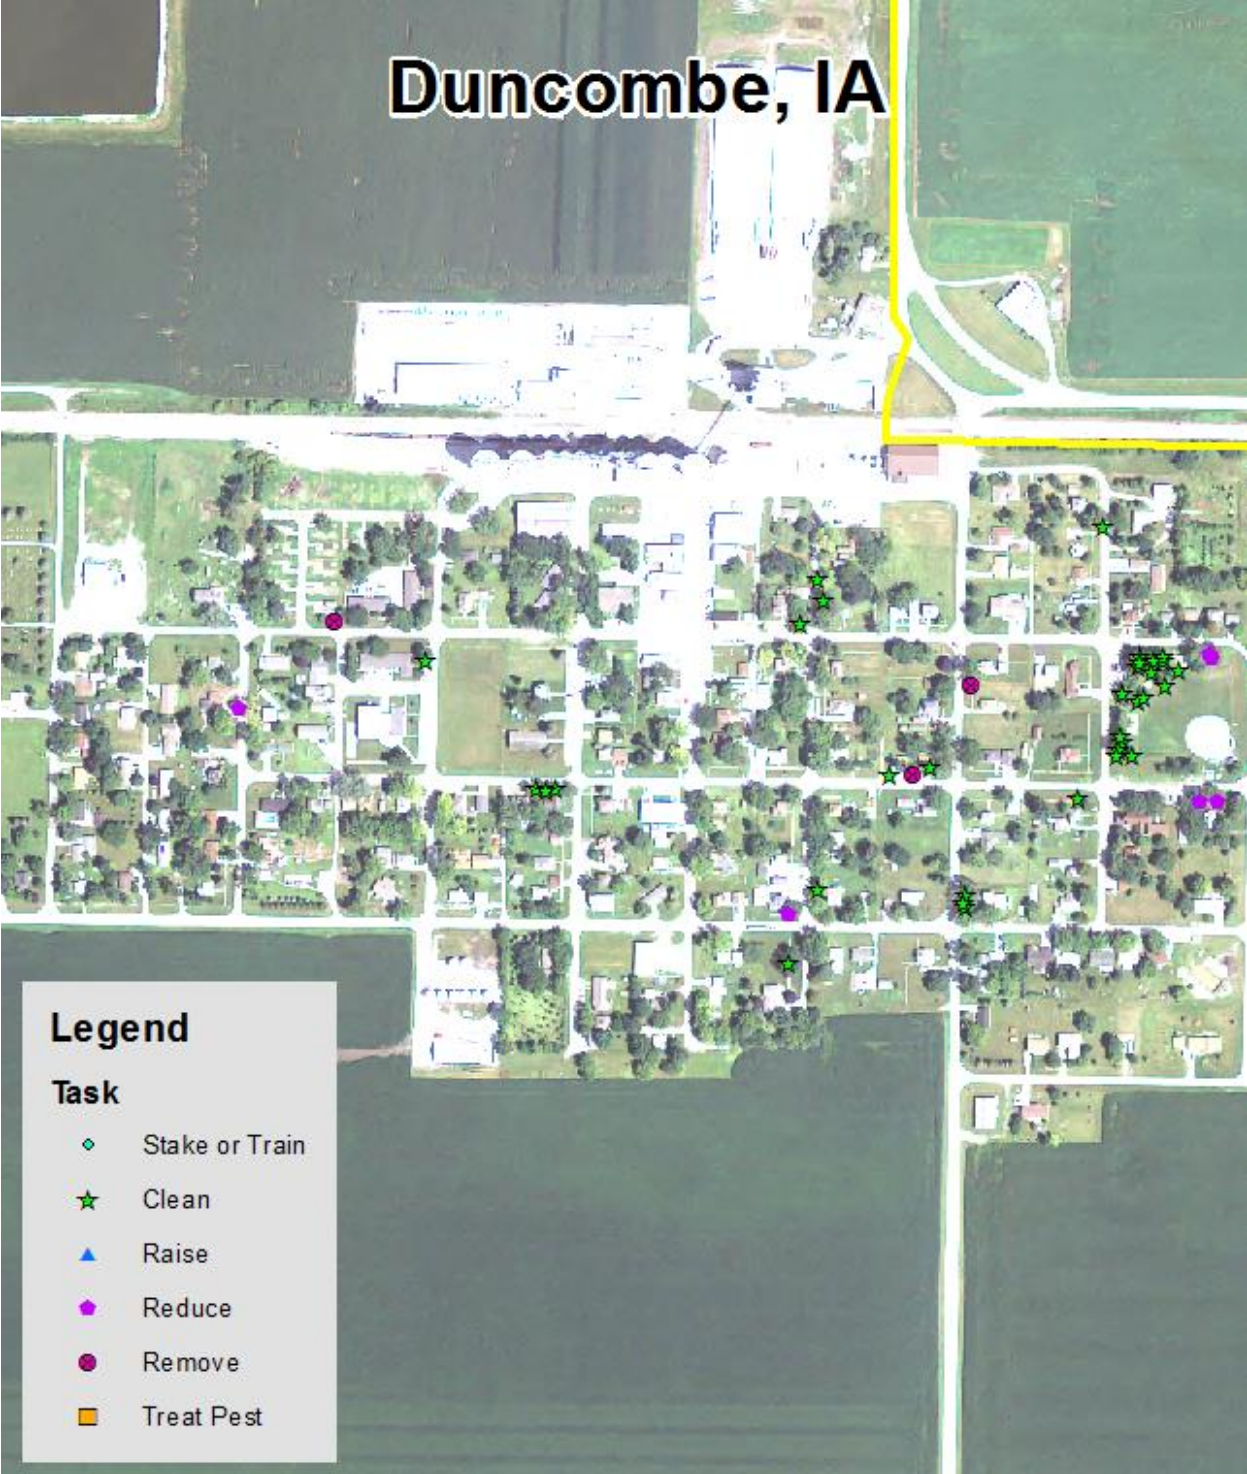 Duncombe, IA
Legend
Task
Stake or Train
Clean
Raise
Reduce
Remove
Treat Pest